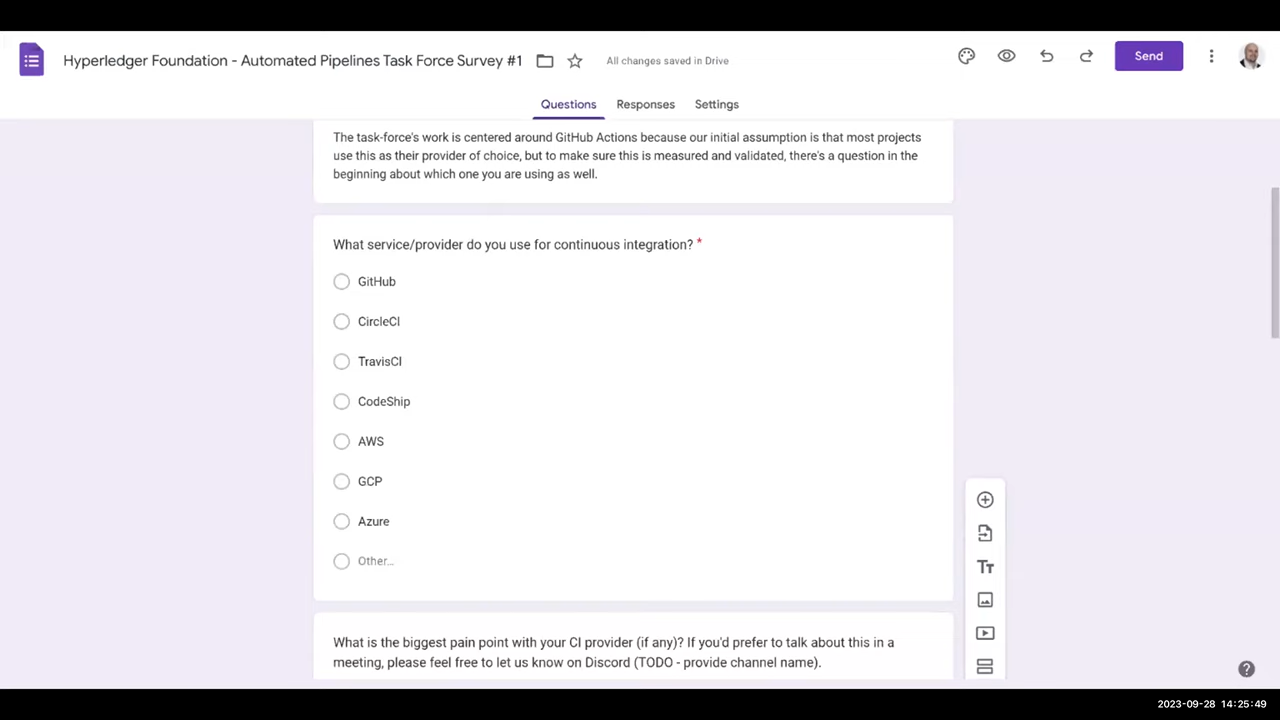 Hyperledger Foundation - Automated Pipelines Task Force Survey #1
All changes saved in Drive
Send
Questions
Responses
Settings
The task-force's work is centered around GitHub Actions because our initial assumption is that most projects
use this as their provider of choice, but to make sure this is measured and validated, there's a question in the
beginning about which one you are using as well.
What service/provider do you use for continuous integration? *
GitHub
CircleCI
TravisCI
CodeShip
AWS
GCP
Azure
Other...
Tт
What is the biggest pain point with your CI provider (if any)? If you'd prefer to talk about this in a
meeting, please feel free to let us know on Discord (TODO - provide channel name).
2023-09-28 14:25:49